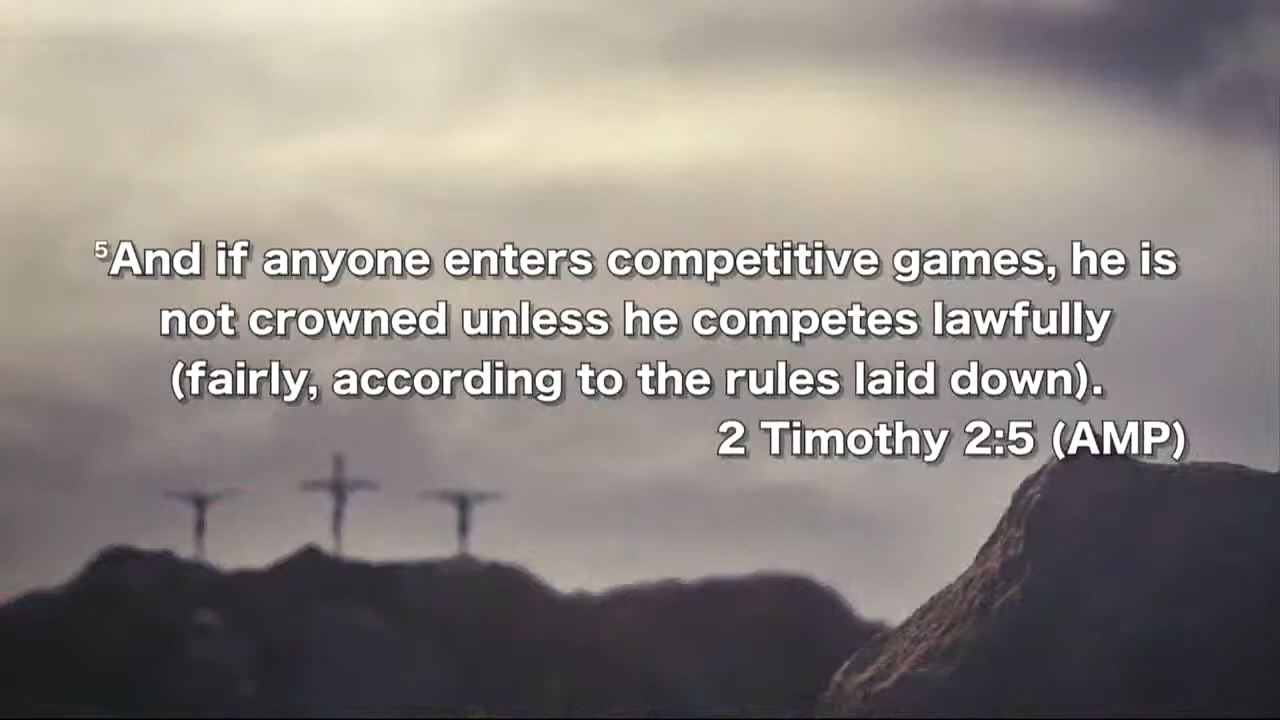 ⁵And if anyone enters competitive games, he is
not crowned unless he competes lawfully
(fairly, according to the rules laid down).
2 Timothy 2:5 (AMP)